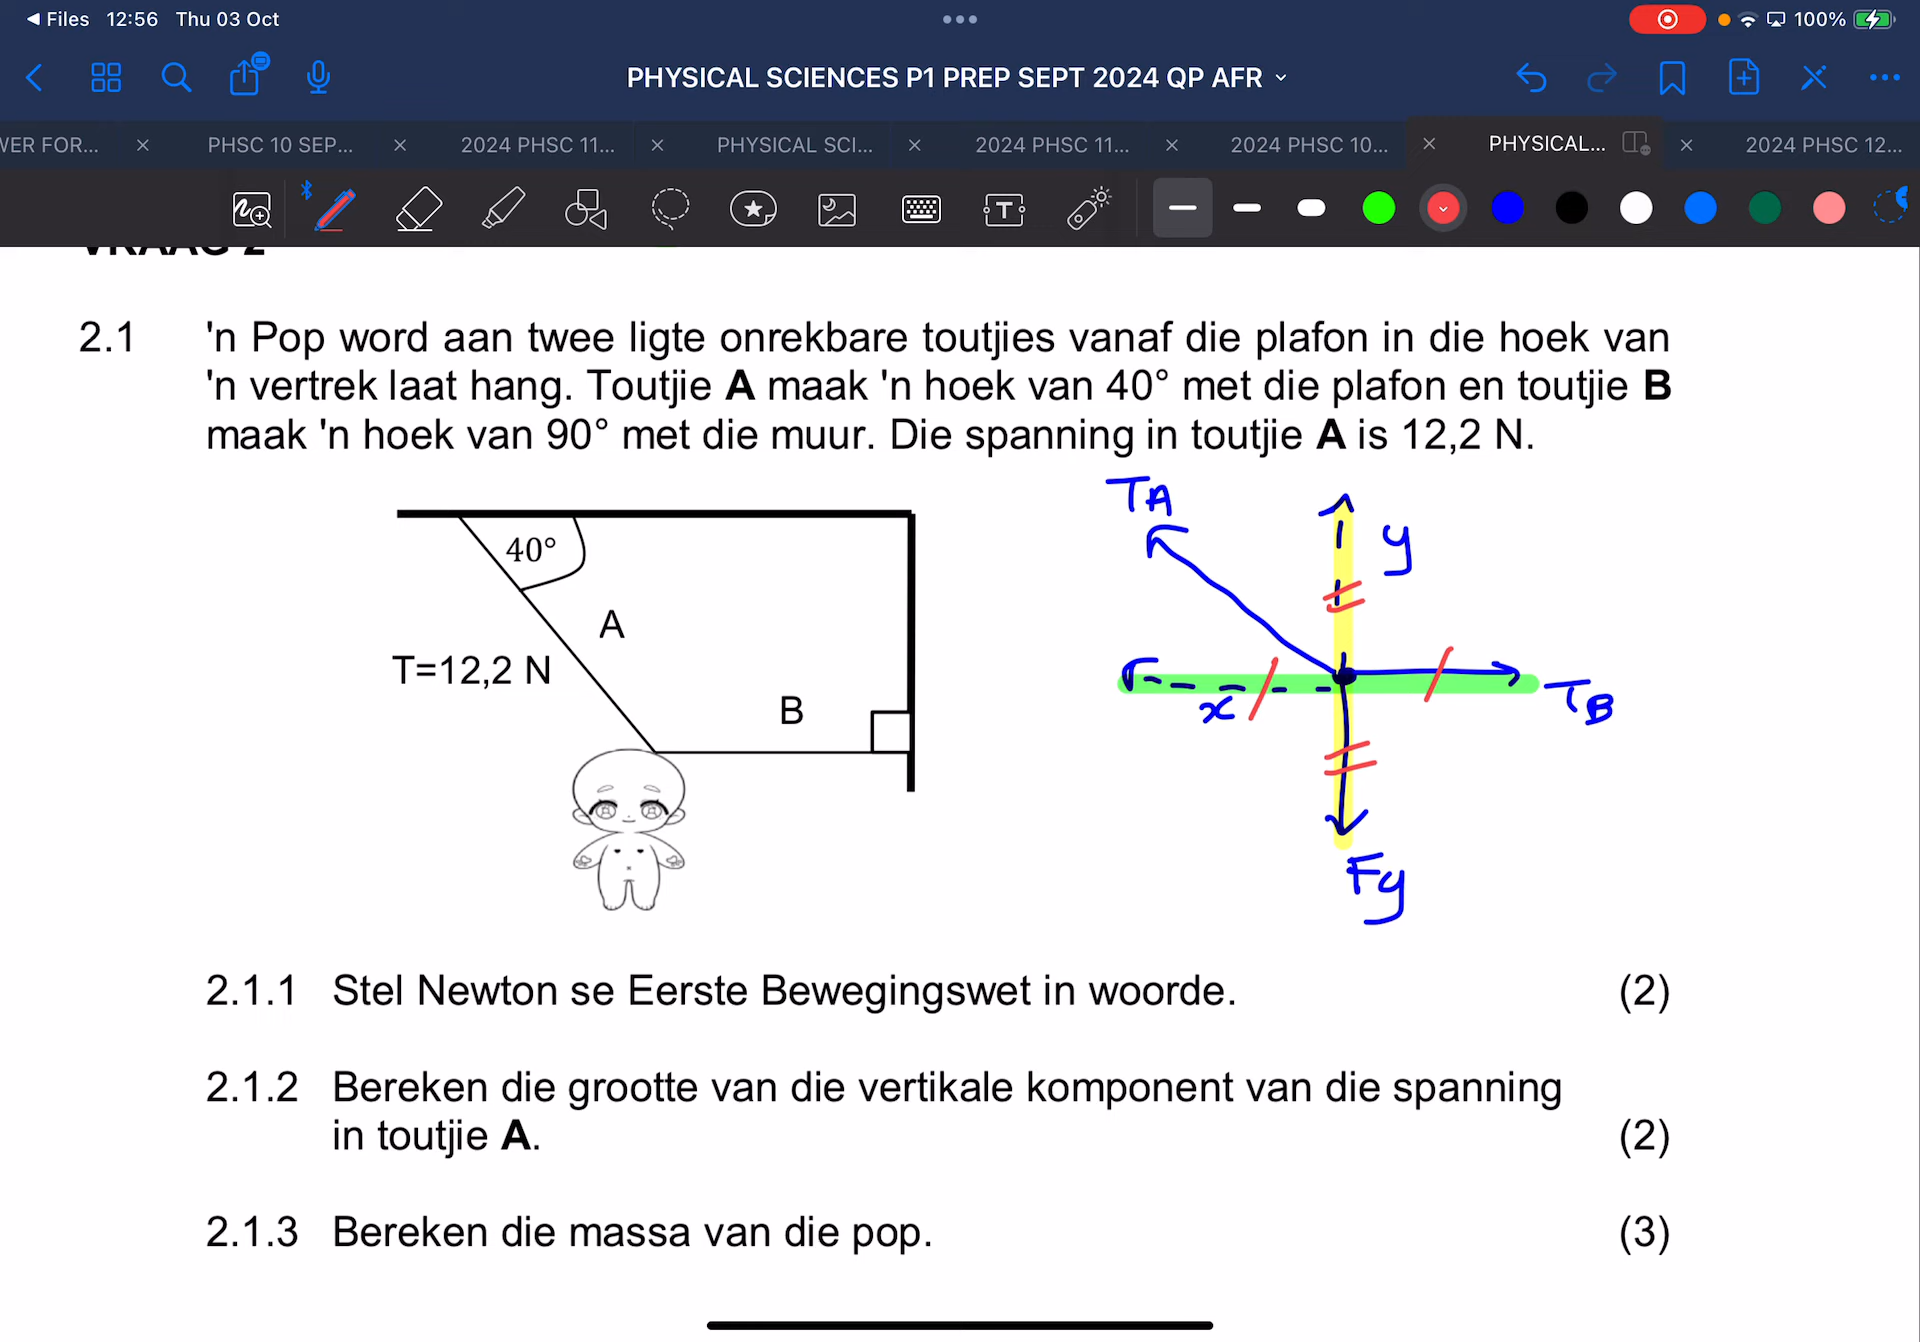 Files 12:56 Thu 03 Oct
100%
PHYSICAL SCIENCES P1 PREP SEPT 2024 QP AFR
WER FOR... PHSC 10 SEP... 2024 PHSC 11... PHYSICAL SCI... 2024 PHSC 11... 2024 PHSC 10... PHYSICAL... 2024 PHSC 12...
VRAAG 2
2.1 'n Pop word aan twee ligte onrekbare toutjies vanaf die plafon in die hoek van
'n vertrek laat hang. Toutjie A maak 'n hoek van 40° met die plafon en toutjie B
maak 'n hoek van 90° met die muur. Die spanning in toutjie A is 12,2 N.
TA
y
40°
A
T=12,2 N
B
x
TB
Fg
2.1.1 Stel Newton se Eerste Bewegingswet in woorde. (2)
2.1.2 Bereken die grootte van die vertikale komponent van die spanning
in toutjie A. (2)
2.1.3 Bereken die massa van die pop. (3)